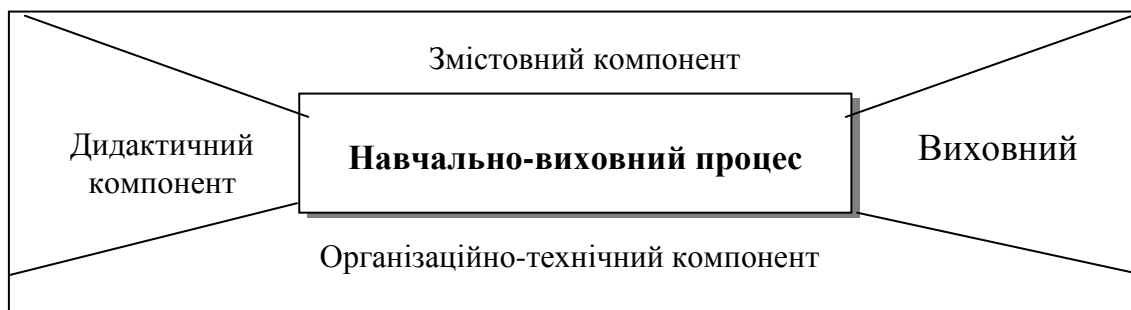 Змістовний компонент
Дидактичний
компонент
Навчально-виховний процес
Виховний
Організаційно-технічний компонент